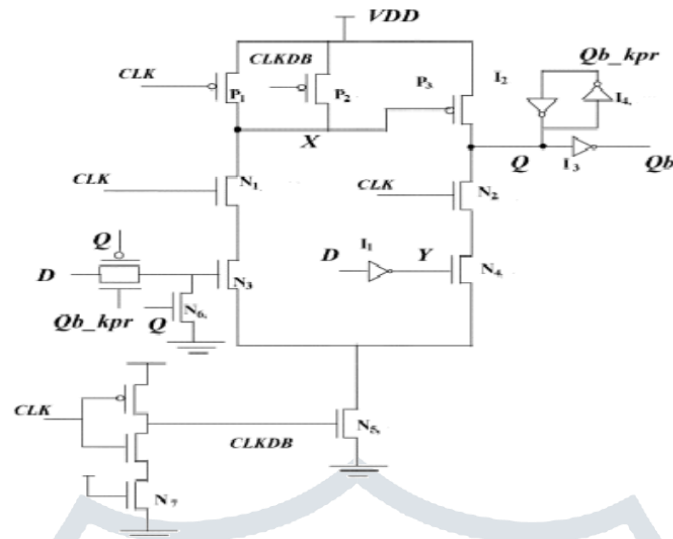 VDD
CLK
P1
CLKDB
P2
P3
I2
Qb_kpr
I4,
X
Q
I3
Qb
CLK
N1
CLK
N2
Q
D
N3
D
I1
Y
N4,
Qb_kpr
Q
N6,
CLK
CLKDB
N5,
N7